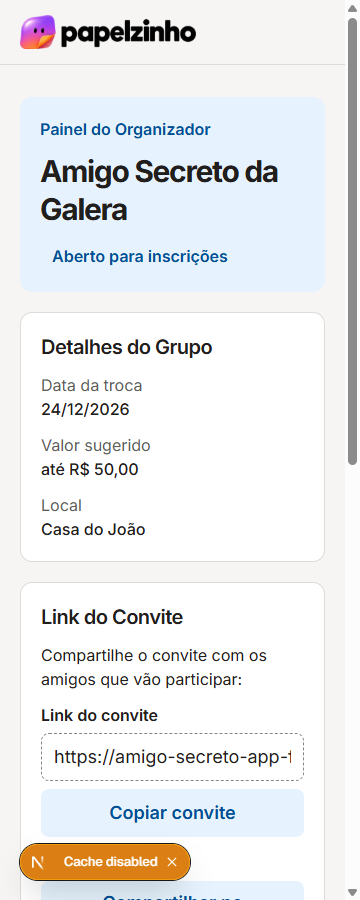 papelzinho
Painel do Organizador
Amigo Secreto da
Galera
Aberto para inscrições
Detalhes do Grupo
Data da troca
24/12/2026
Valor sugerido
até R$ 50,00
Local
Casa do João
Link do Convite
Compartilhe o convite com os
amigos que vão participar:
Link do convite
https://amigo-secreto-app-f
Copiar convite
N Cache disabled ×
Compartilhar no